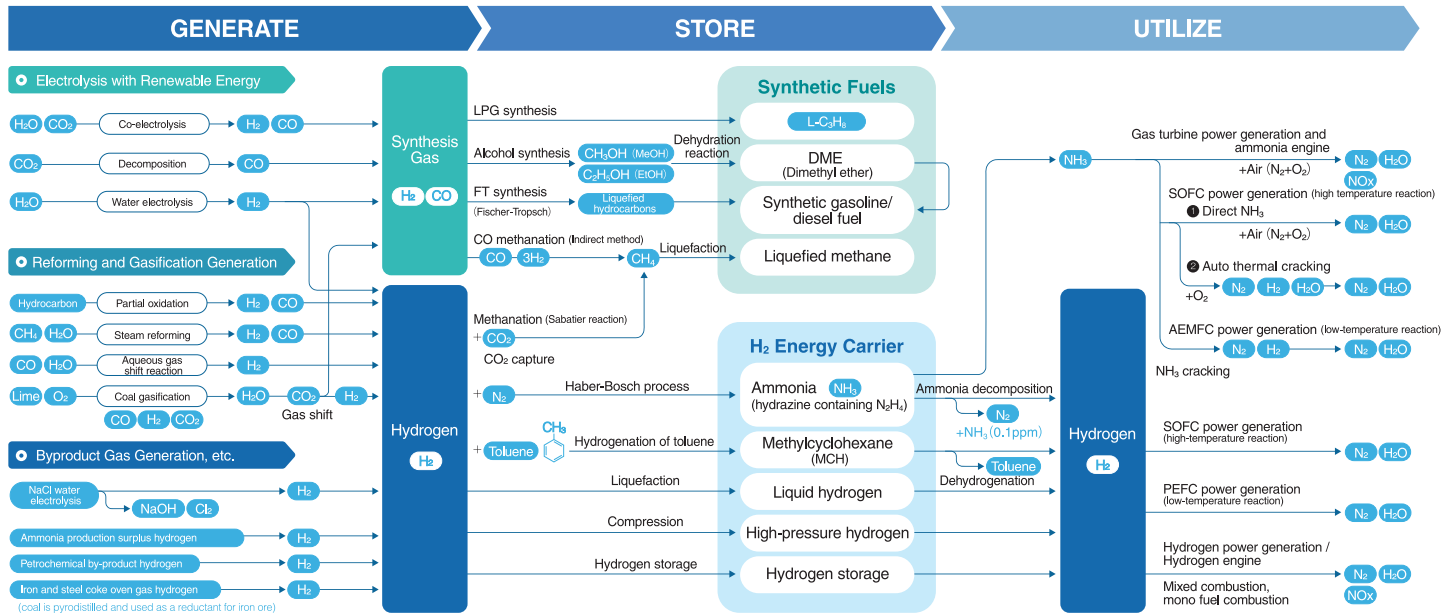 GENERATE
STORE
UTILIZE
Electrolysis with Renewable Energy
H₂O CO₂ Co-electrolysis H₂ CO
CO₂ Decomposition CO
H₂O Water electrolysis H₂
Reforming and Gasification Generation
Hydrocarbon Partial oxidation H₂ CO
CH₄ H₂O Steam reforming H₂ CO
CO H₂O Aqueous gas
shift reaction H₂
Lime O₂ Coal gasification H₂O CO₂ H₂
CO H₂ CO₂
Gas shift
Byproduct Gas Generation, etc.
NaCl water
electrolysis H₂
NaOH Cl₂
Ammonia production surplus hydrogen H₂
Petrochemical by-product hydrogen H₂
Iron and steel coke oven gas hydrogen H₂
(coal is pyrodistilled and used as a reductant for iron ore)
Synthesis
Gas
H₂ CO
Hydrogen
H₂
LPG synthesis
Alcohol synthesis CH₃OH (MeOH)
C₂H₅OH (EtOH)
Dehydration
reaction
FT synthesis
(Fischer-Tropsch)
Liquefied
hydrocarbons
CO methanation (Indirect method)
CO 3H₂ CH₄
Liquefaction
Methanation (Sabatier reaction)
+ CO₂
CO₂ capture
+ N₂
Haber-Bosch process
+ Toluene CH₃
Hydrogenation of toluene
Liquefaction
Compression
Hydrogen storage
Synthetic Fuels
L-C₃H₈
DME
(Dimethyl ether)
Synthetic gasoline/
diesel fuel
Liquefied methane
H₂ Energy Carrier
Ammonia NH₃
(hydrazine containing N₂H₄)
Methylcyclohexane
(MCH)
Liquid hydrogen
High-pressure hydrogen
Hydrogen storage
Ammonia decomposition
N₂
+NH₃ (0.1ppm)
Toluene
Dehydrogenation
Hydrogen
H₂
NH₃
Gas turbine power generation and
ammonia engine
+Air (N₂+O₂)
N₂ H₂O
NOx
SOFC power generation (high temperature reaction)
❶ Direct NH₃
+Air (N₂+O₂)
N₂ H₂O
❷ Auto thermal cracking
+O₂
N₂ H₂ H₂O N₂ H₂O
AEMFC power generation (low-temperature reaction)
N₂ H₂ N₂ H₂O
NH₃ cracking
SOFC power generation
(high-temperature reaction)
N₂ H₂O
PEFC power generation
(low-temperature reaction)
N₂ H₂O
Hydrogen power generation /
Hydrogen engine
N₂ H₂O
Mixed combustion,
mono fuel combustion
NOx